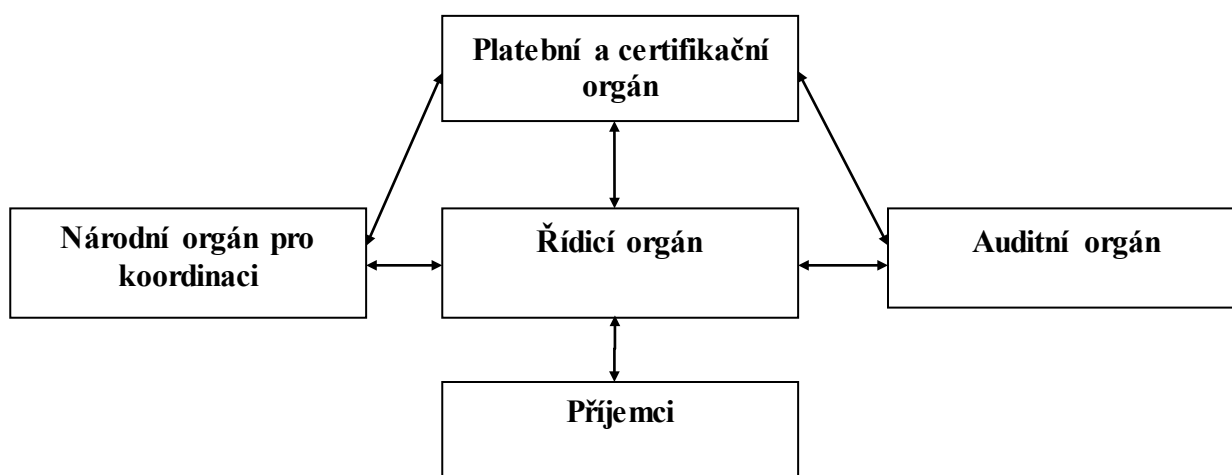 Platební a certifikační
orgán
Národní orgán pro
koordinaci
Řídicí orgán
Auditní orgán
Příjemci